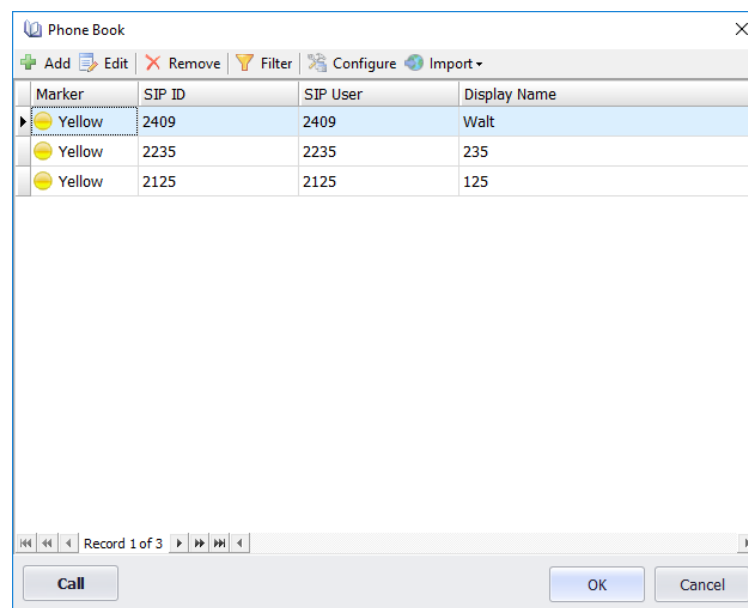 Phone Book
Add Edit Remove Filter Configure Import
Marker SIP ID SIP User Display Name
Yellow 2409 2409 Walt
Yellow 2235 2235 235
Yellow 2125 2125 125
Record 1 of 3
Call OK Cancel